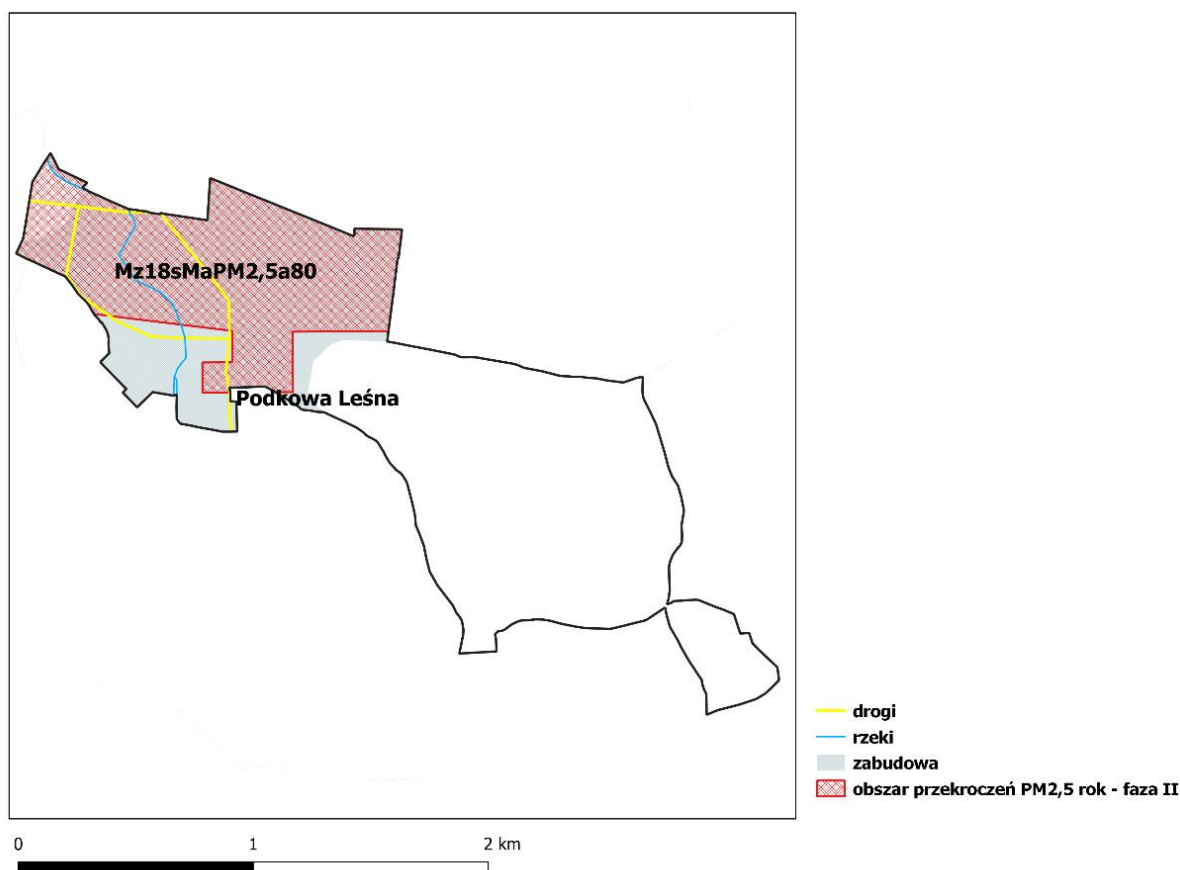 Mz18sMaPM2,5a80
Podkowa Leśna
drogi
rzeki
zabudowa
obszar przekroczeń PM2,5 rok - faza II
0 1 2 km